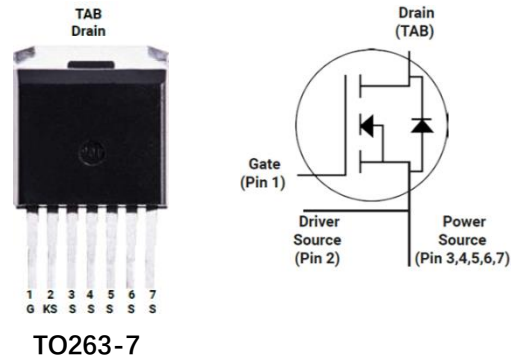 TAB
Drain
1 2 3 4 5 6 7
G KS S S S S S
TO263-7
Drain
(TAB)
Gate
(Pin 1)
Driver
Source
(Pin 2)
Power
Source
(Pin 3,4,5,6,7)